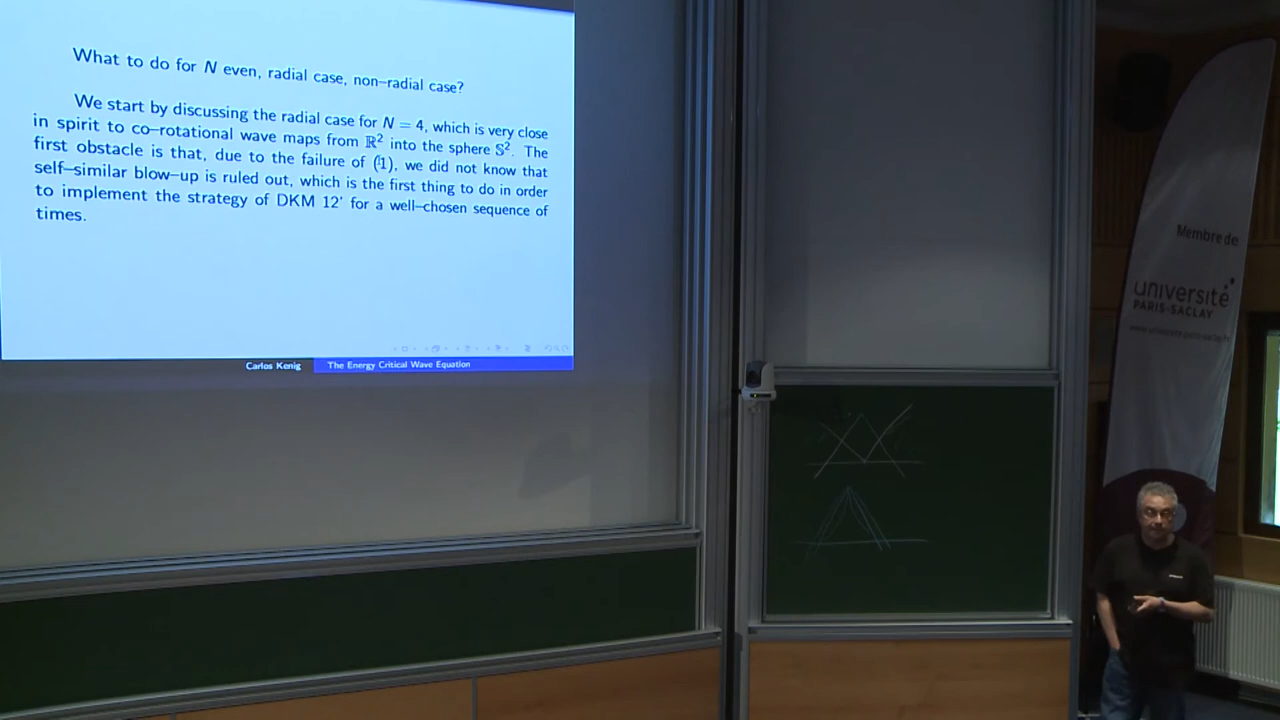 What to do for N even, radial case, non–radial case?
We start by discussing the radial case for N = 4, which is very close
in spirit to co–rotational wave maps from ℝ² into the sphere 𝕊². The
first obstacle is that, due to the failure of (1), we did not know that
self–similar blow–up is ruled out, which is the first thing to do in order
to implement the strategy of DKM 12' for a well–chosen sequence of
times.
Carlos Kenig
The Energy Critical Wave Equation
Membre de
université
PARIS-SACLAY